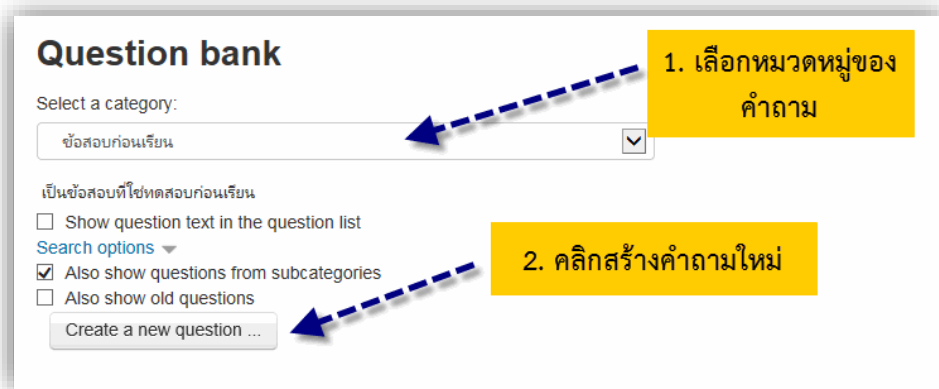 Question bank
1. เลือกหมวดหมู่ของ
คำถาม
Select a category:
ข้อสอบก่อนเรียน
เป็นข้อสอบที่ใช่ทดสอบก่อนเรียน
Show question text in the question list
Search options
Also show questions from subcategories
2. คลิกสร้างคำถามใหม่
Also show old questions
Create a new question ...